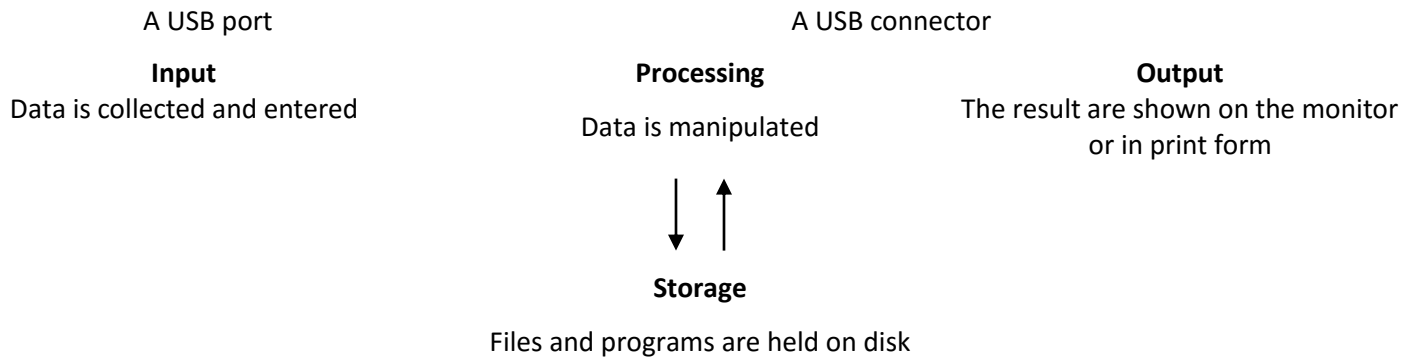 A USB port
A USB connector
Input
Data is collected and entered
Processing
Data is manipulated
Output
The result are shown on the monitor
or in print form
Storage
Files and programs are held on disk